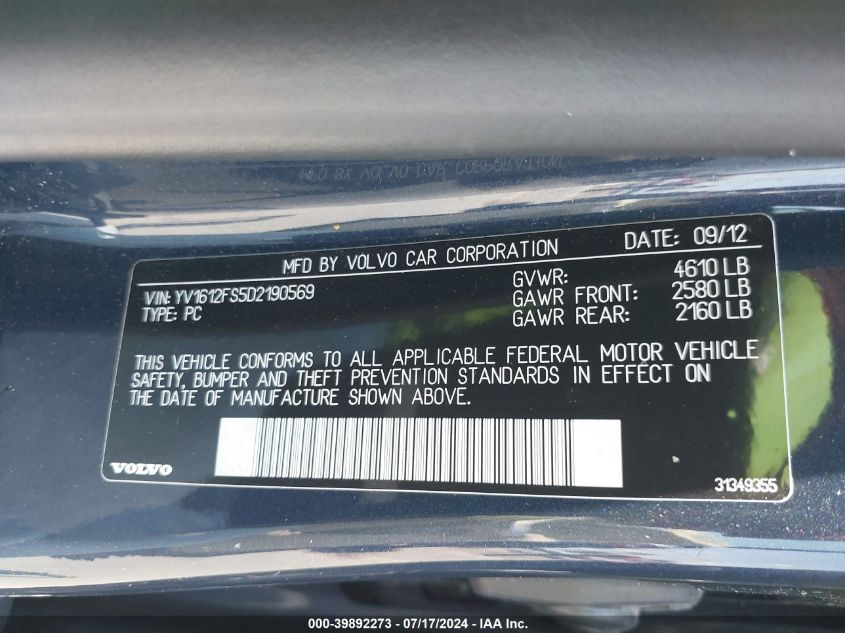 MFD BY VOLVO CAR CORPORATION DATE: 09/12
VIN: YV1612FS5D2190569 GVWR: 4610 LB
TYPE: PC GAWR FRONT: 2580 LB
GAWR REAR: 2160 LB
THIS VEHICLE CONFORMS TO ALL APPLICABLE FEDERAL MOTOR VEHICLE
SAFETY, BUMPER AND THEFT PREVENTION STANDARDS IN EFFECT ON
THE DATE OF MANUFACTURE SHOWN ABOVE.
VOLVO 31349355
000-39892273 - 07/17/2024 - IAA Inc.